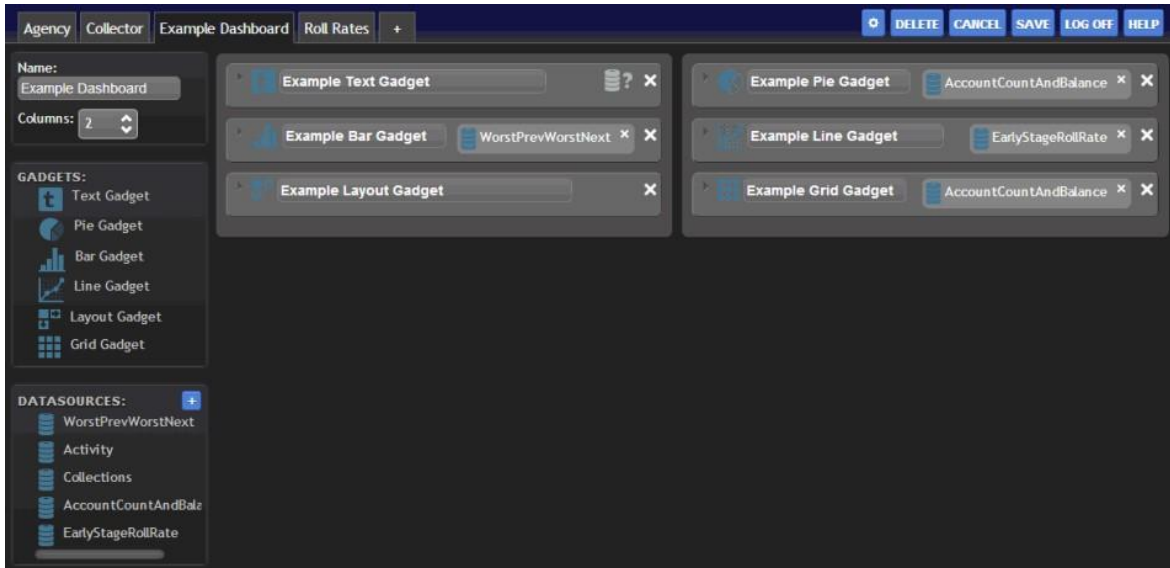 Agency Collector Example Dashboard Roll Rates + DELETE CANCEL SAVE LOG OFF HELP
Name:
Example Dashboard
Columns: 2
GADGETS:
t Text Gadget
Pie Gadget
Bar Gadget
Line Gadget
Layout Gadget
Grid Gadget
DATASOURCES: +
WorstPrevWorstNext
Activity
Collections
AccountCountAndBala
EarlyStageRollRate
Example Text Gadget ? ×
Example Bar Gadget WorstPrevWorstNext × ×
Example Layout Gadget ×
Example Pie Gadget AccountCountAndBalance × ×
Example Line Gadget EarlyStageRollRate × ×
Example Grid Gadget AccountCountAndBalance × ×